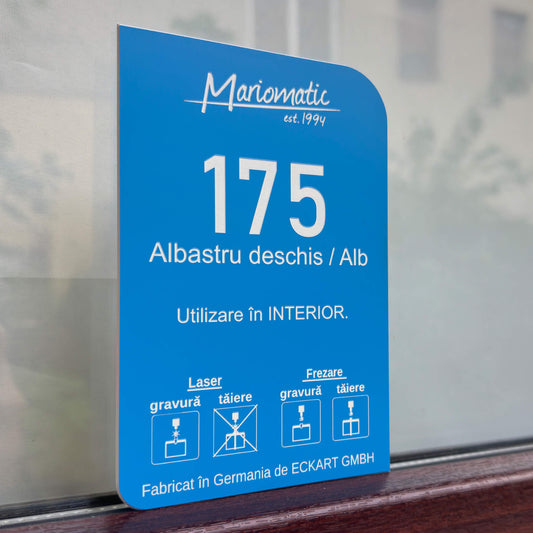 Mariomatic
est. 1994
175
Albastru deschis / Alb
Utilizare în INTERIOR.
Laser
gravură tăiere
Frezare
gravură tăiere
Fabricat în Germania de ECKART GMBH